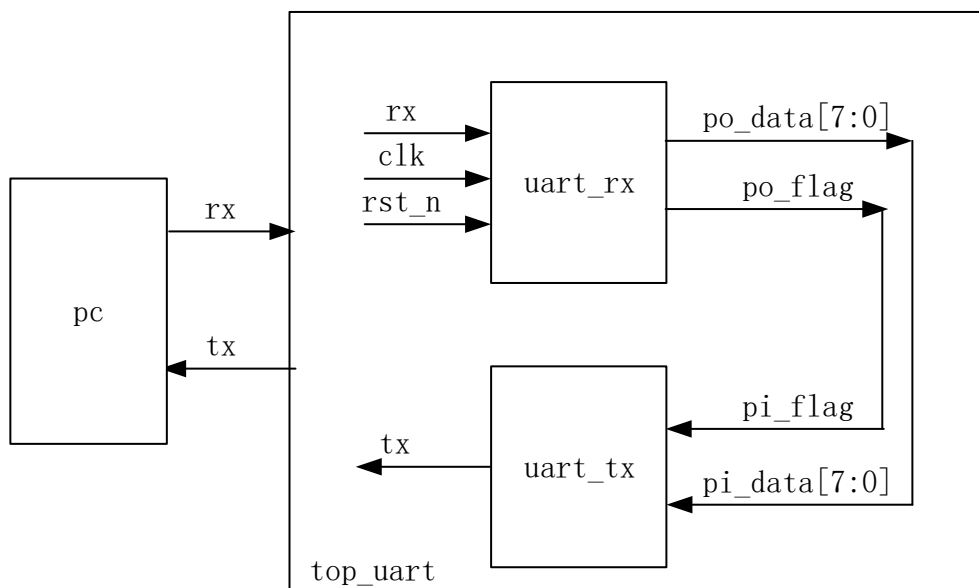 rx
clk
rst_n
uart_rx
po_data[7:0]
po_flag
pc
rx
tx
tx
uart_tx
pi_flag
pi_data[7:0]
top_uart